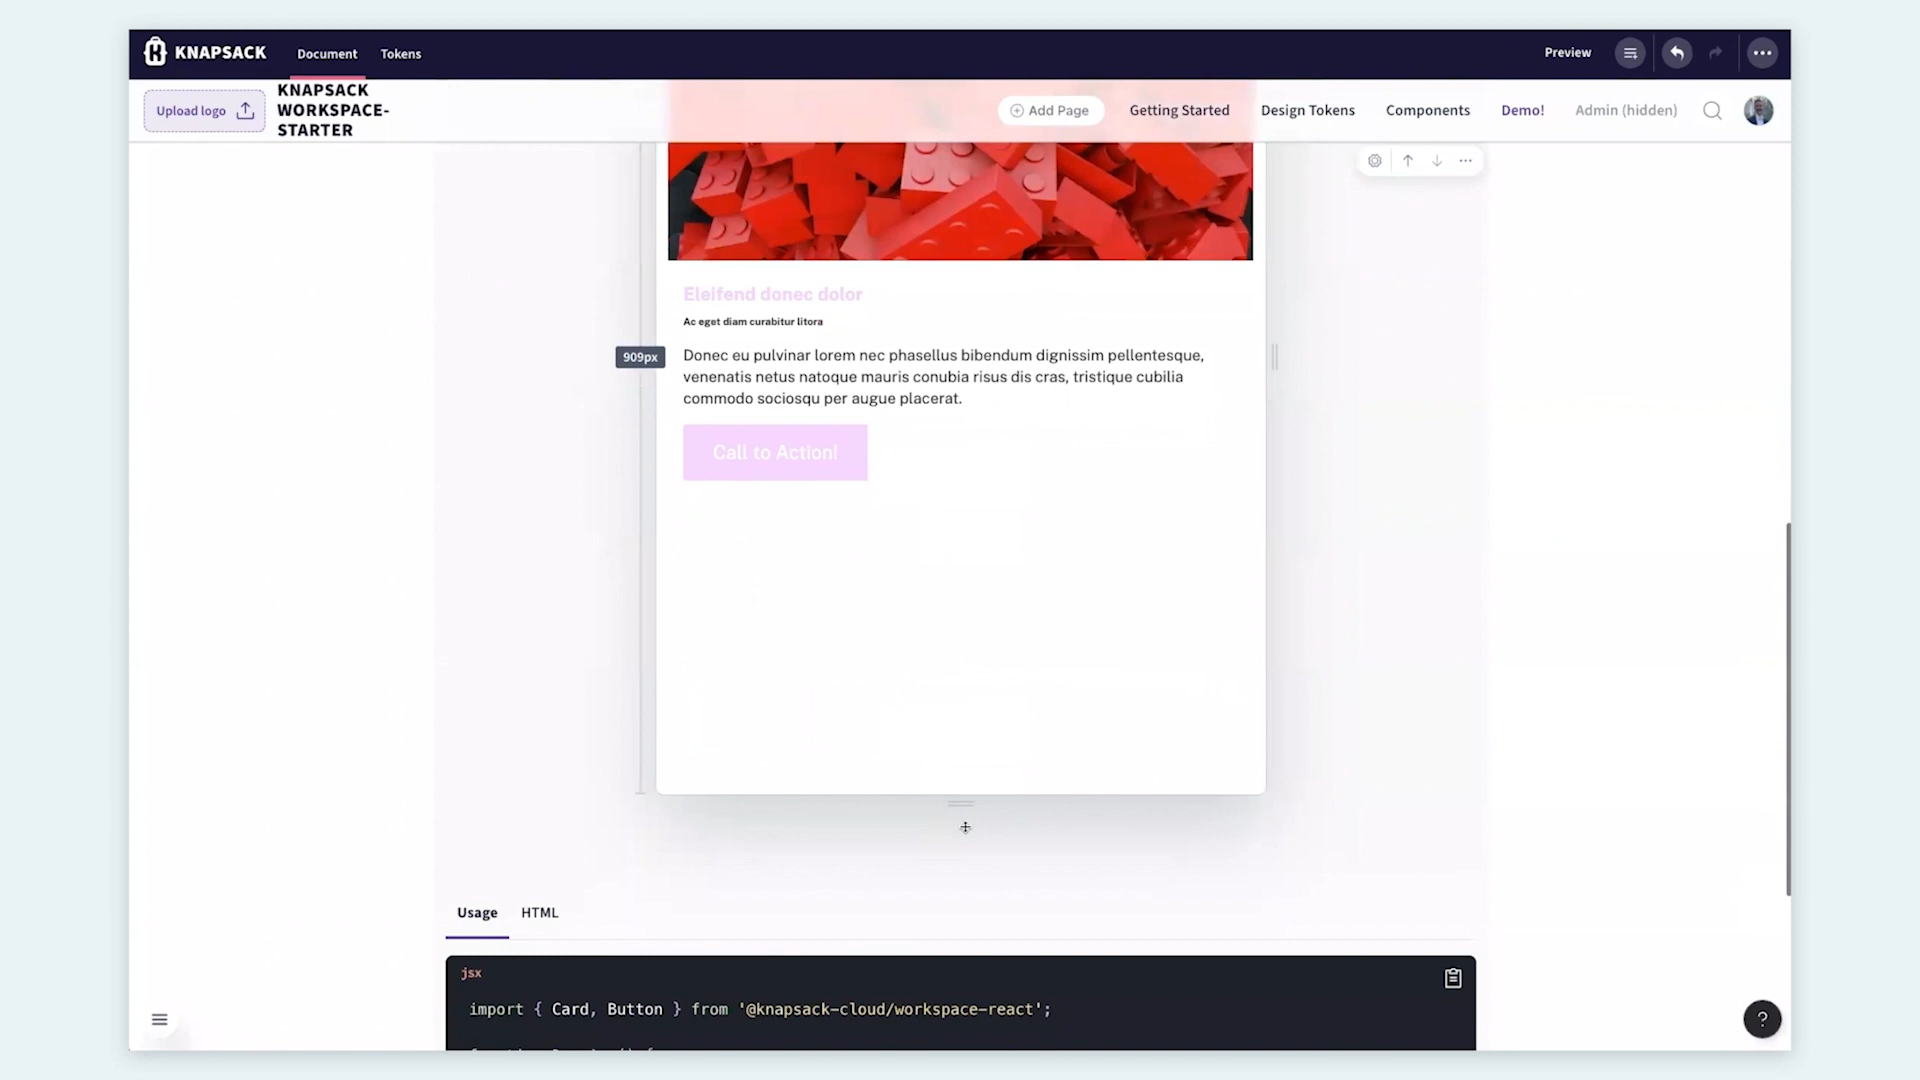 KNAPSACK
Document
Tokens
Preview
Upload logo
KNAPSACK
WORKSPACE-
STARTER
Add Page
Getting Started
Design Tokens
Components
Demo!
Admin (hidden)
Eleifend donec dolor
Ac eget diam curabitur litora
909px
Donec eu pulvinar lorem nec phasellus bibendum dignissim pellentesque,
venenatis netus natoque mauris conubia risus dis cras, tristique cubilia
commodo sociosqu per augue placerat.
Call to Action!
Usage
HTML
jsx
import { Card, Button } from '@knapsack-cloud/workspace-react';
?